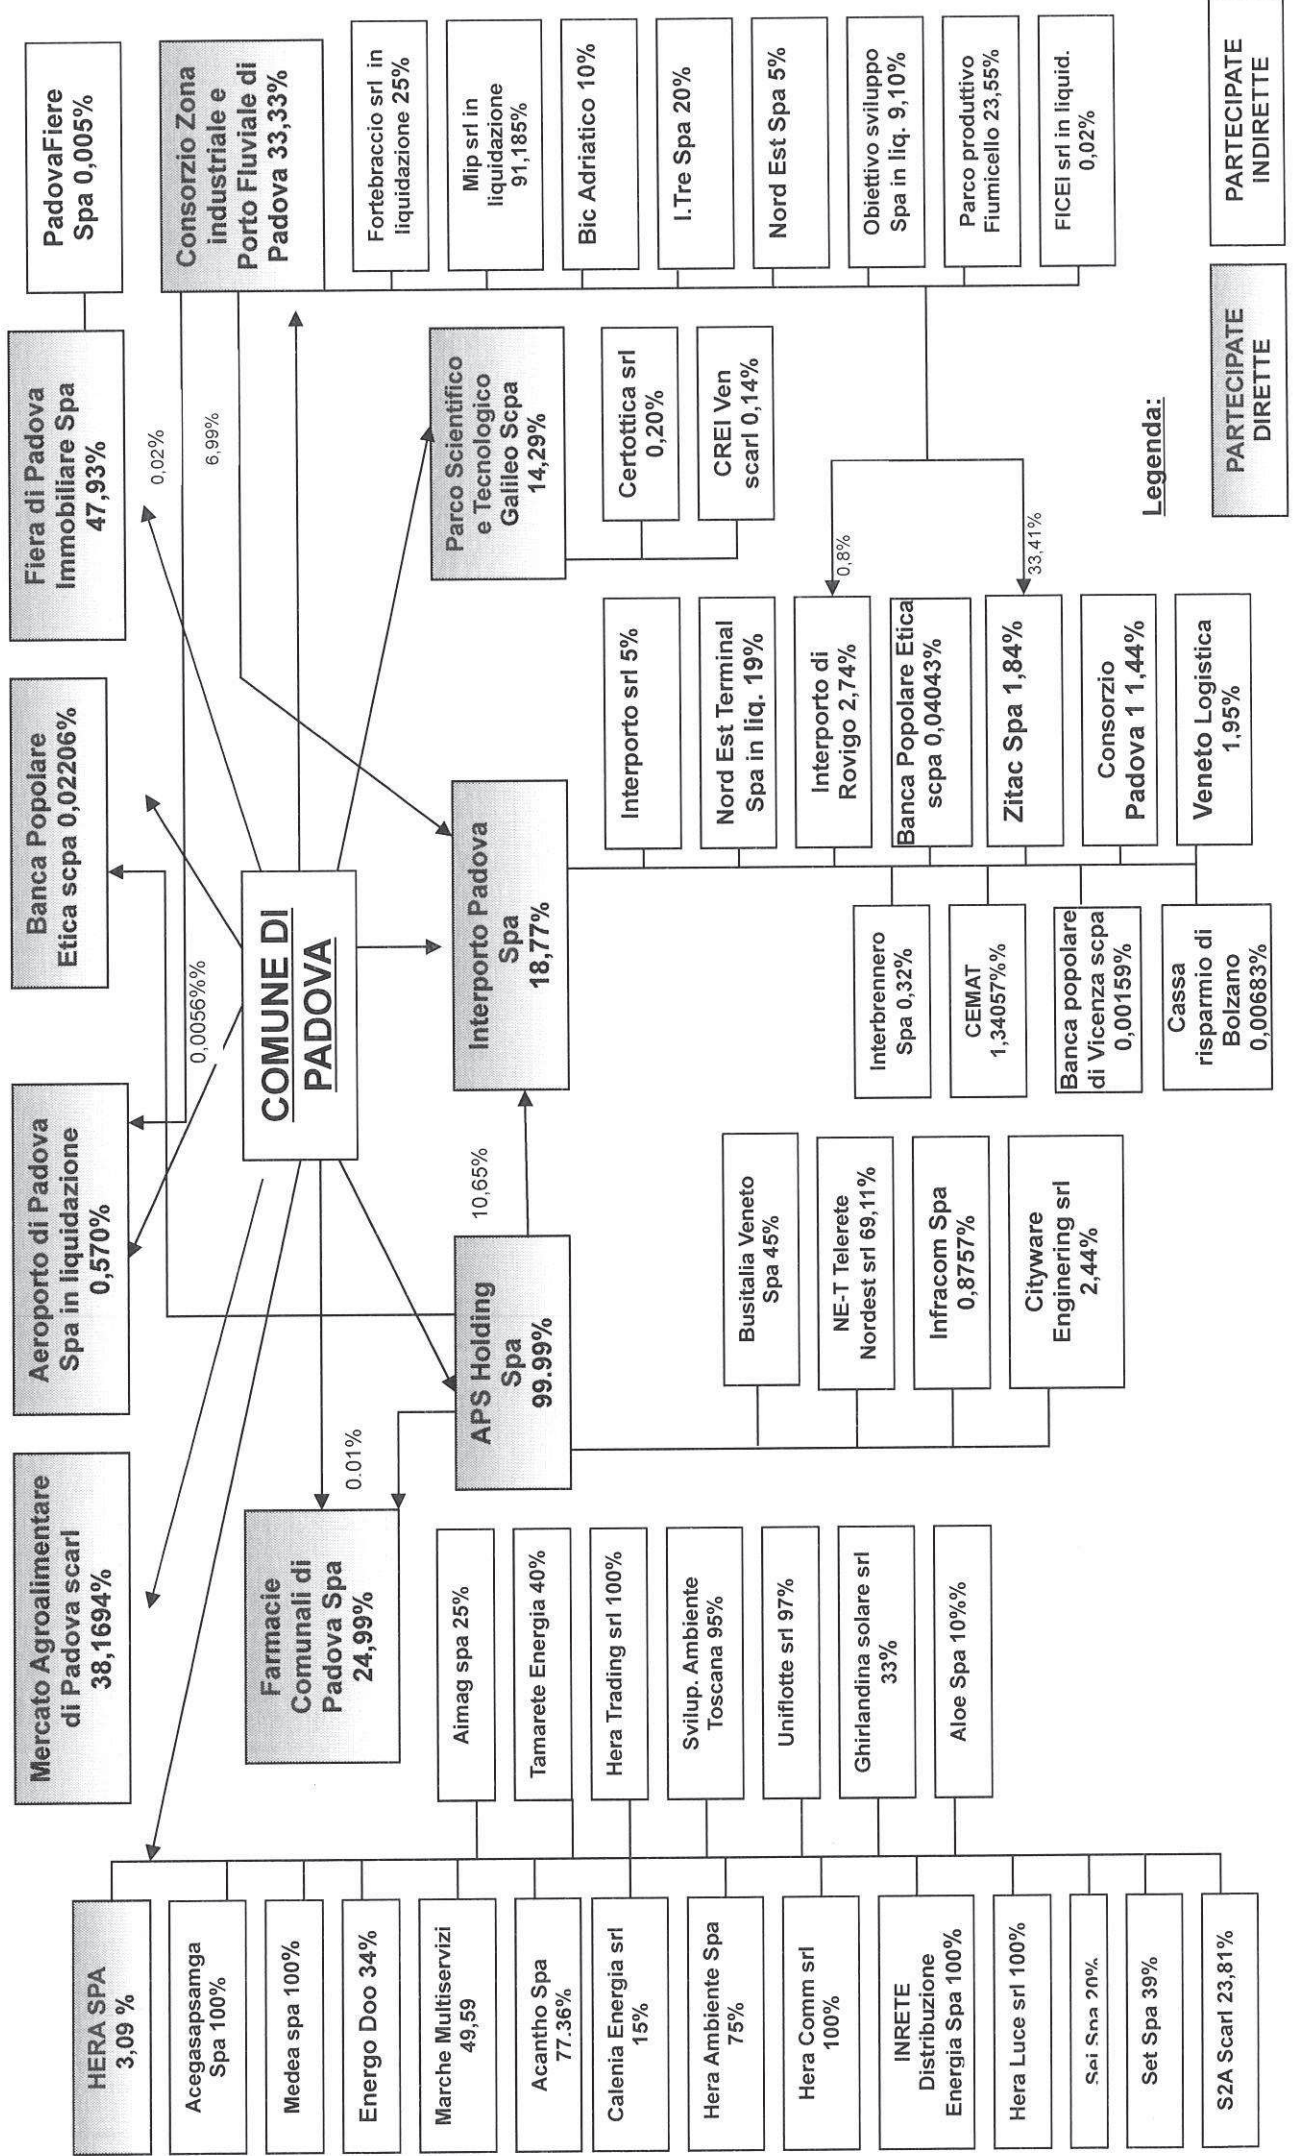 Mercato Agroalimentare
di Padova scarl
38,1694%
Aeroporto di Padova
Spa in liquidazione
0,570%
Banca Popolare
Etica scpa 0,02206%
Fiera di Padova
Immobiliare Spa
47,93%
PadovaFiere
Spa 0,005%
HERA SPA
3,09 %
Acegasapsamga
Spa 100%
Medea spa 100%
Energo Doo 34%
Marche Multiservizi
49,59
Acantho Spa
77.36%
Calenia Energia srl
15%
Hera Ambiente Spa
75%
Hera Comm srl
100%
INRETE
Distribuzione
Energia Spa 100%
Hera Luce srl 100%
Sei Spa 20%
Set Spa 39%
S2A Scarl 23,81%
Aimag spa 25%
Tamarete Energia 40%
Hera Trading srl 100%
Svilup. Ambiente
Toscana 95%
Uniflotte srl 97%
Ghirlandina solare srl
33%
Aloe Spa 10%%
Farmacie
Comunali di
Padova Spa
24,99%
0.01%
COMUNE DI
PADOVA
0,0056%%
0,02%
6,99%
APS Holding
Spa
99.99%
10,65%
Busitalia Veneto
Spa 45%
NE-T Telerete
Nordest srl 69,11%
Infracom Spa
0,8757%
Cityware
Enginering srl
2,44%
Interporto Padova
Spa
18,77%
Interbrennero
Spa 0,32%
CEMAT
1,34057%%
Banca popolare
di Vicenza scpa
0,00159%
Cassa
risparmio di
Bolzano
0,00683%
Interporto srl 5%
Nord Est Terminal
Spa in liq. 19%
Interporto di
Rovigo 2,74%
Banca Popolare Etica
scpa 0,04043%
Zitac Spa 1,84%
Consorzio
Padova 1 1,44%
Veneto Logistica
1,95%
0,8%
33,41%
Parco Scientifico
e Tecnologico
Galileo Scpa
14,29%
Certottica srl
0,20%
CREI Ven
scarl 0,14%
Consorzio Zona
industriale e
Porto Fluviale di
Padova 33,33%
Fortebraccio srl in
liquidazione 25%
Mip srl in
liquidazione
91,185%
Bic Adriatico 10%
I.Tre Spa 20%
Nord Est Spa 5%
Obiettivo sviluppo
Spa in liq. 9,10%
Parco produttivo
Fiumicello 23,55%
FICEI srl in liquid.
0,02%
Legenda:
PARTECIPATE
DIRETTE
PARTECIPATE
INDIRETTE